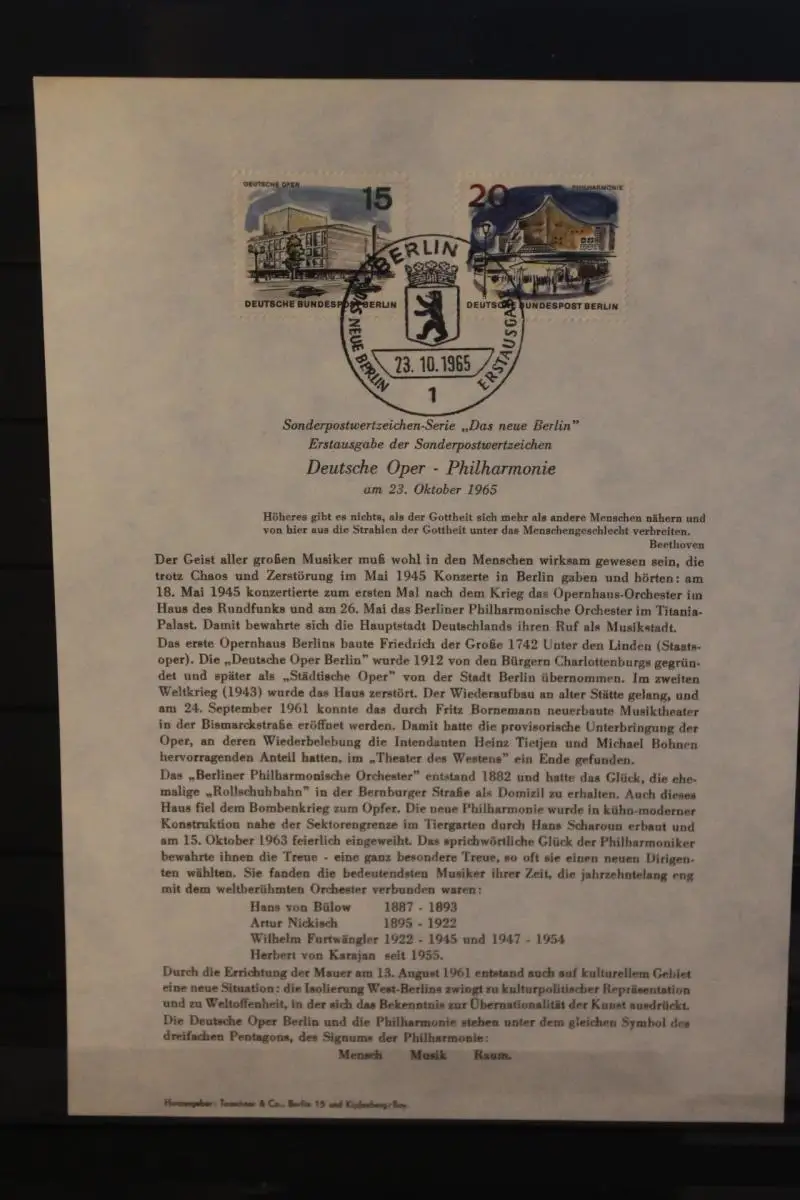 DEUTSCHE OPER
15
DEUTSCHE BUNDESPOST BERLIN
20
PHILHARMONIE
DEUTSCHE BUNDESPOST BERLIN
BERLIN
DAS NEUE BERLIN
ERSTAUSGABE
23.10.1965
1
Sonderpostwertzeichen-Serie „Das neue Berlin”
Erstausgabe der Sonderpostwertzeichen
Deutsche Oper - Philharmonie
am 23. Oktober 1965
Höheres gibt es nichts, als der Gottheit sich mehr als andere Menschen nähern und
von hier aus die Strahlen der Gottheit unter das Menschengeschlecht verbreiten.
Beethoven
Der Geist aller großen Musiker muß wohl in den Menschen wirksam gewesen sein, die
trotz Chaos und Zerstörung im Mai 1945 Konzerte in Berlin gaben und hörten: am
18. Mai 1945 konzertierte zum ersten Mal nach dem Krieg das Opernhaus-Orchester im
Haus des Rundfunks und am 26. Mai das Berliner Philharmonische Orchester im Titania-
Palast. Damit bewahrte sich die Hauptstadt Deutschlands ihren Ruf als Musikstadt.
Das erste Opernhaus Berlins baute Friedrich der Große 1742 Unter den Linden (Staats-
oper). Die „Deutsche Oper Berlin” wurde 1912 von den Bürgern Charlottenburgs gegrün-
det und später als „Städtische Oper” von der Stadt Berlin übernommen. Im zweiten
Weltkrieg (1943) wurde das Haus zerstört. Der Wiederaufbau an alter Stätte gelang, und
am 24. September 1961 konnte das durch Fritz Bornemann neuerbaute Musiktheater
in der Bismarckstraße eröffnet werden. Damit hatte die provisorische Unterbringung der
Oper, an deren Wiederbelebung die Intendanten Heinz Tietjen und Michael Bohnen
hervorragenden Anteil hatten, im „Theater des Westens” ein Ende gefunden.
Das „Berliner Philharmonische Orchester” entstand 1882 und hatte das Glück, die ehe-
malige „Rollschuhbahn” in der Bernburger Straße als Domizil zu erhalten. Auch dieses
Haus fiel dem Bombenkrieg zum Opfer. Die neue Philharmonie wurde in kühn-moderner
Konstruktion nahe der Sektorengrenze im Tiergarten durch Hans Scharoun erbaut und
am 15. Oktober 1963 feierlich eingeweiht. Das sprichwörtliche Glück der Philharmoniker
bewahrte ihnen die Treue - eine ganz besondere Treue, so oft sie einen neuen Dirigen-
ten wählten. Sie fanden die bedeutendsten Musiker ihrer Zeit, die jahrzehntelang eng
mit dem weltberühmten Orchester verbunden waren:
Hans von Bülow 1887 - 1893
Artur Nickisch 1895 - 1922
Wilhelm Furtwängler 1922 - 1945 und 1947 - 1954
Herbert von Karajan seit 1955.
Durch die Errichtung der Mauer am 13. August 1961 entstand auch auf kulturellem Gebiet
eine neue Situation: die Isolierung West-Berlins zwingt zu kulturpolitischer Repräsentation
und zu Weltoffenheit, in der sich das Bekenntnis zur Übernationalität der Kunst ausdrückt.
Die Deutsche Oper Berlin und die Philharmonie stehen unter dem gleichen Symbol des
dreifachen Pentagons, des Signums der Philharmonie:
Mensch Musik Raum.
Herausgeber: & Co., Berlin 15 und